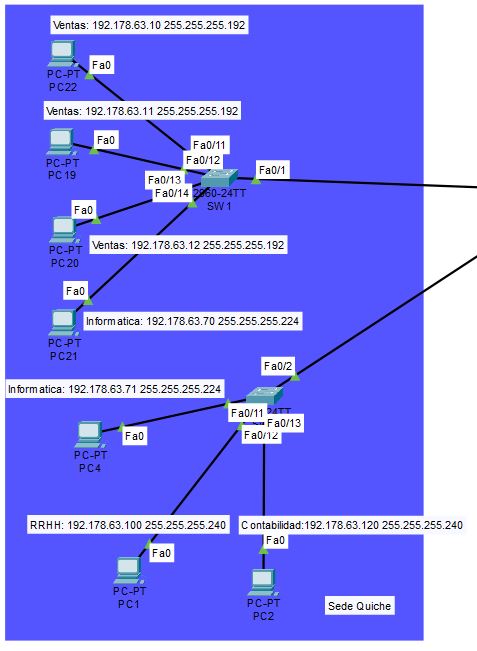 Ventas: 192.178.63.10 255.255.255.192
Fa0
PC-PT
PC22
Ventas: 192.178.63.11 255.255.255.192
Fa0
Fa0/11
Fa0/12
PC-PT
PC19
Fa0/1
Fa0/13
Fa0/14
2960-24TT
SW1
Fa0
PC-PT
PC20
Ventas: 192.178.63.12 255.255.255.192
Fa0
PC-PT
PC21
Informatica: 192.178.63.70 255.255.255.224
Fa0/2
Informatica: 192.178.63.71 255.255.255.224
24TT
Fa0/11
Fa0/13
Fa0/12
Fa0
PC-PT
PC4
RRHH: 192.178.63.100 255.255.255.240
Contabilidad:192.178.63.120 255.255.255.240
Fa0
Fa0
PC-PT
PC1
PC-PT
PC2
Sede Quiche